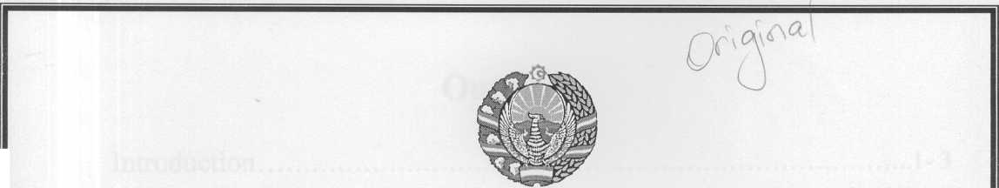 Original
Introduction……………………………………………………………...1-3